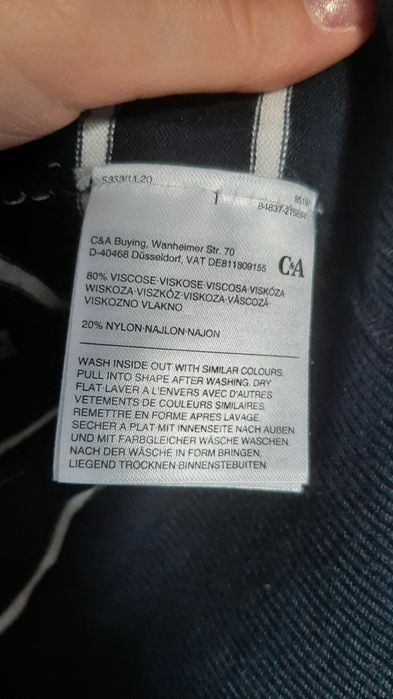 1
C&A Buying, Wanheimer Str. 70
D-40468 Düsseldorf, VAT DE811809155
C&A
80% VISCOSE·VISKOSE·VISCOSA·VISKÓZA
WISKOZA·VISZKÓZ·VISKOZA·VÂSCOZĂ
VISKOZNO VLAKNO
20% NYLON·NAJLON·NAJON
WASH INSIDE OUT WITH SIMILAR COLOURS.
PULL INTO SHAPE AFTER WASHING. DRY
FLAT·LAVER A L'ENVERS AVEC D'AUTRES
VETEMENTS DE COULEURS SIMILAIRES.
REMETTRE EN FORME APRES LAVAGE.
SECHER A PLAT·MIT INNENSEITE NACH AUßEN
UND MIT FARBGLEICHER WÄSCHE WASCHEN.
NACH DER WÄSCHE IN FORM BRINGEN.
LIEGEND TROCKNEN·BINNENSTEBUITEN